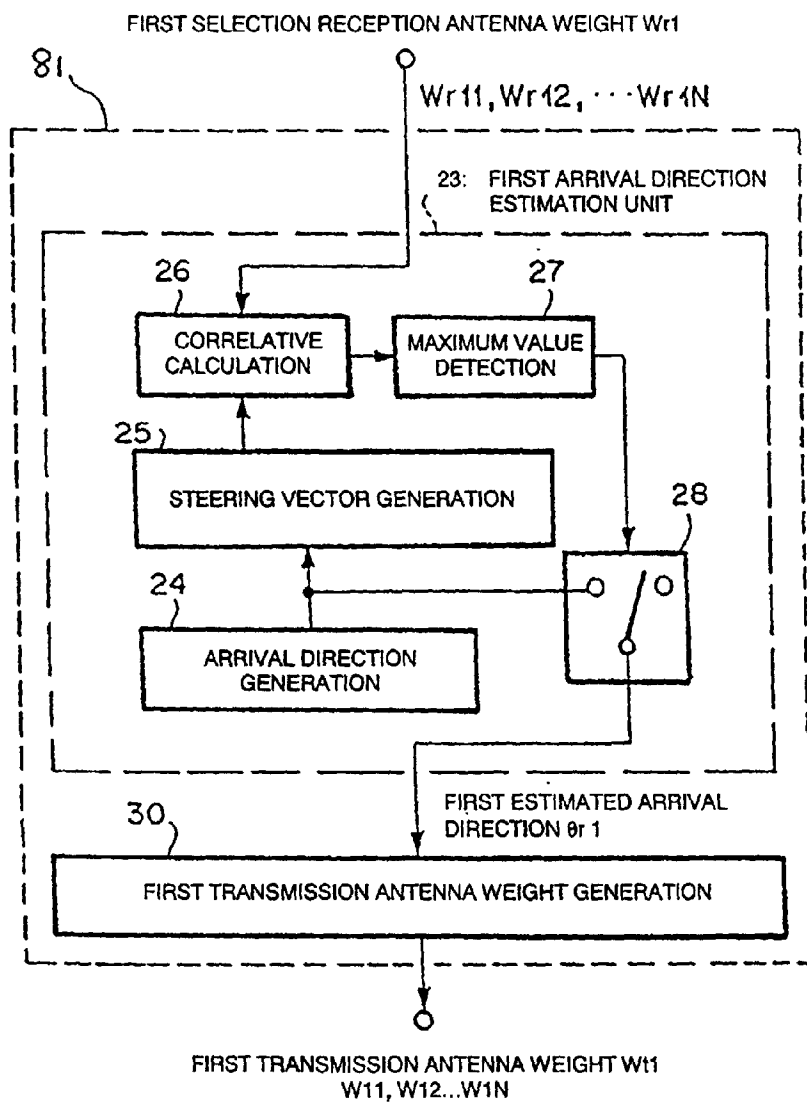 FIRST SELECTION RECEPTION ANTENNA WEIGHT Wr1
81
Wr11, Wr12, ··· Wr1N
23: FIRST ARRIVAL DIRECTION
ESTIMATION UNIT
26
CORRELATIVE
CALCULATION
27
MAXIMUM VALUE
DETECTION
25
STEERING VECTOR GENERATION
28
24
ARRIVAL DIRECTION
GENERATION
FIRST ESTIMATED ARRIVAL
DIRECTION θr 1
30
FIRST TRANSMISSION ANTENNA WEIGHT GENERATION
FIRST TRANSMISSION ANTENNA WEIGHT Wt1
W11, W12...W1N